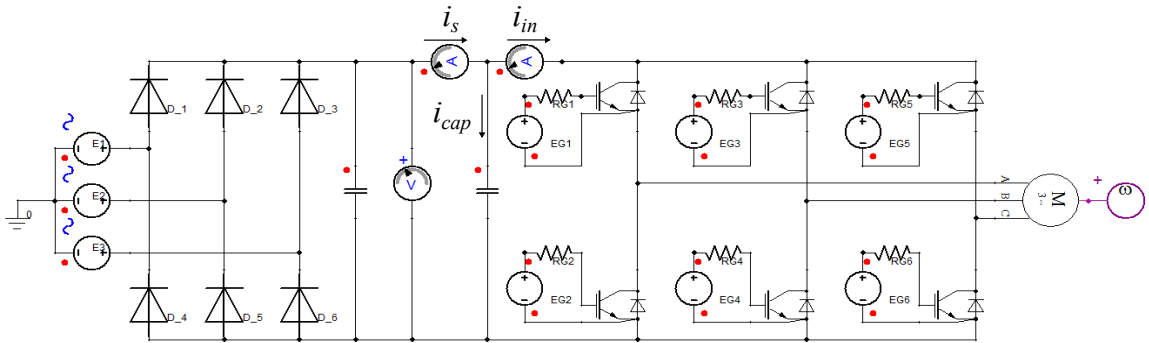 i_s i_in
A A
D_1 D_2 D_3
RG1 RG3 RG5
i_cap
E1 + EG1 EG3 EG5
+
V
A
E2 B M ω
3~ +
0 C
E3
RG2 RG4 RG6
EG2 EG4 EG6
D_4 D_5 D_6